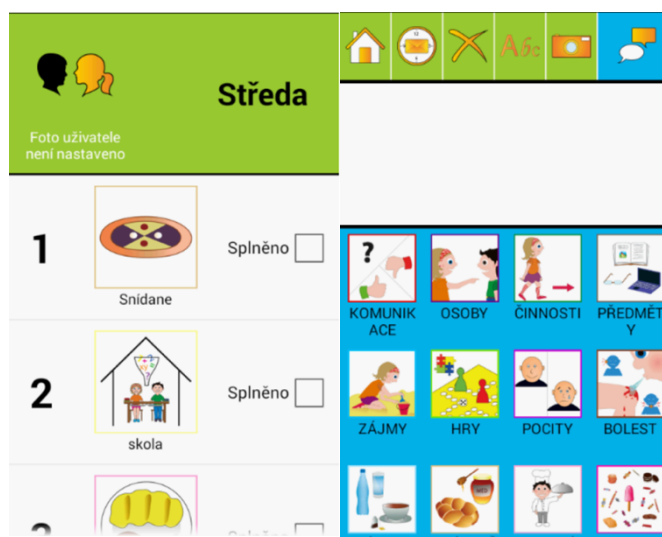 Středa
Foto uživatele
není nastaveno
1
Splněno
Snídane
2
Splněno
skola
Abc
?
KOMUNIK
ACE
OSOBY
ČINNOSTI
PŘEDMĚT
Y
ZÁJMY
HRY
POCITY
BOLEST